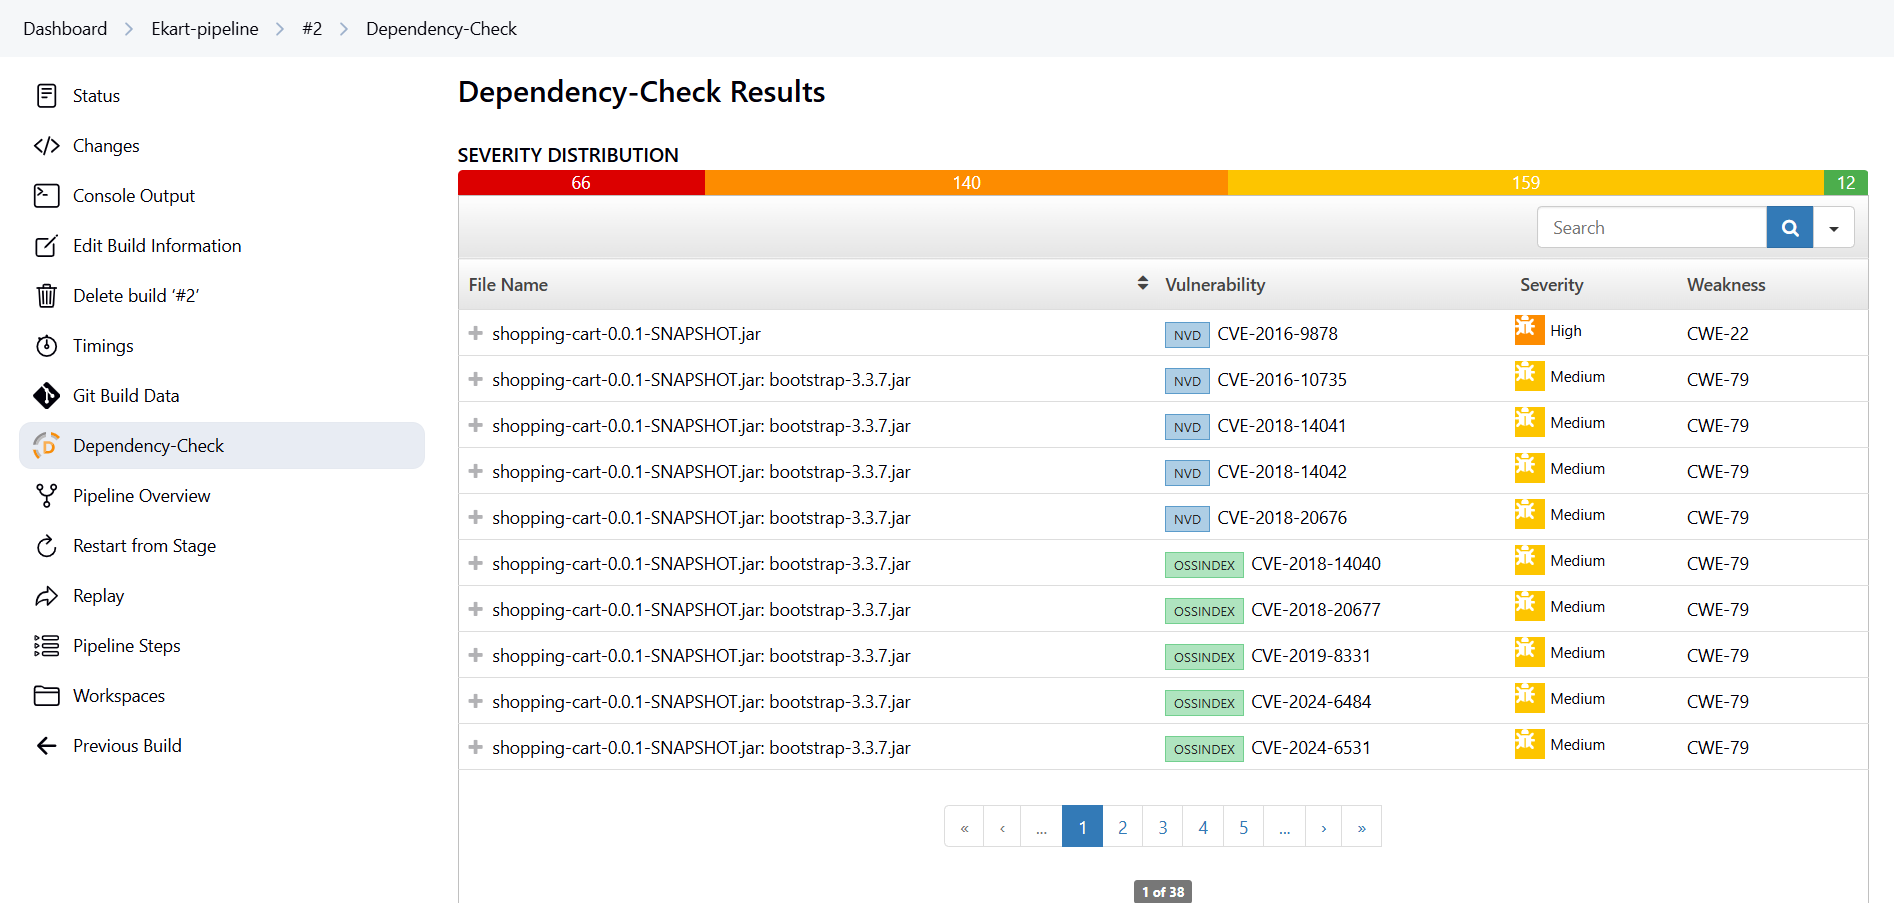 Dashboard > Ekart-pipeline > #2 > Dependency-Check
Status
Changes
Console Output
Edit Build Information
Delete build ‘#2’
Timings
Git Build Data
Dependency-Check
Pipeline Overview
Restart from Stage
Replay
Pipeline Steps
Workspaces
Previous Build
Dependency-Check Results
SEVERITY DISTRIBUTION
66 140 159 12
Search
File Name Vulnerability Severity Weakness
shopping-cart-0.0.1-SNAPSHOT.jar NVD CVE-2016-9878 High CWE-22
shopping-cart-0.0.1-SNAPSHOT.jar: bootstrap-3.3.7.jar NVD CVE-2016-10735 Medium CWE-79
shopping-cart-0.0.1-SNAPSHOT.jar: bootstrap-3.3.7.jar NVD CVE-2018-14041 Medium CWE-79
shopping-cart-0.0.1-SNAPSHOT.jar: bootstrap-3.3.7.jar NVD CVE-2018-14042 Medium CWE-79
shopping-cart-0.0.1-SNAPSHOT.jar: bootstrap-3.3.7.jar NVD CVE-2018-20676 Medium CWE-79
shopping-cart-0.0.1-SNAPSHOT.jar: bootstrap-3.3.7.jar OSSINDEX CVE-2018-14040 Medium CWE-79
shopping-cart-0.0.1-SNAPSHOT.jar: bootstrap-3.3.7.jar OSSINDEX CVE-2018-20677 Medium CWE-79
shopping-cart-0.0.1-SNAPSHOT.jar: bootstrap-3.3.7.jar OSSINDEX CVE-2019-8331 Medium CWE-79
shopping-cart-0.0.1-SNAPSHOT.jar: bootstrap-3.3.7.jar OSSINDEX CVE-2024-6484 Medium CWE-79
shopping-cart-0.0.1-SNAPSHOT.jar: bootstrap-3.3.7.jar OSSINDEX CVE-2024-6531 Medium CWE-79
« ‹ ... 1 2 3 4 5 ... › »
1 of 38